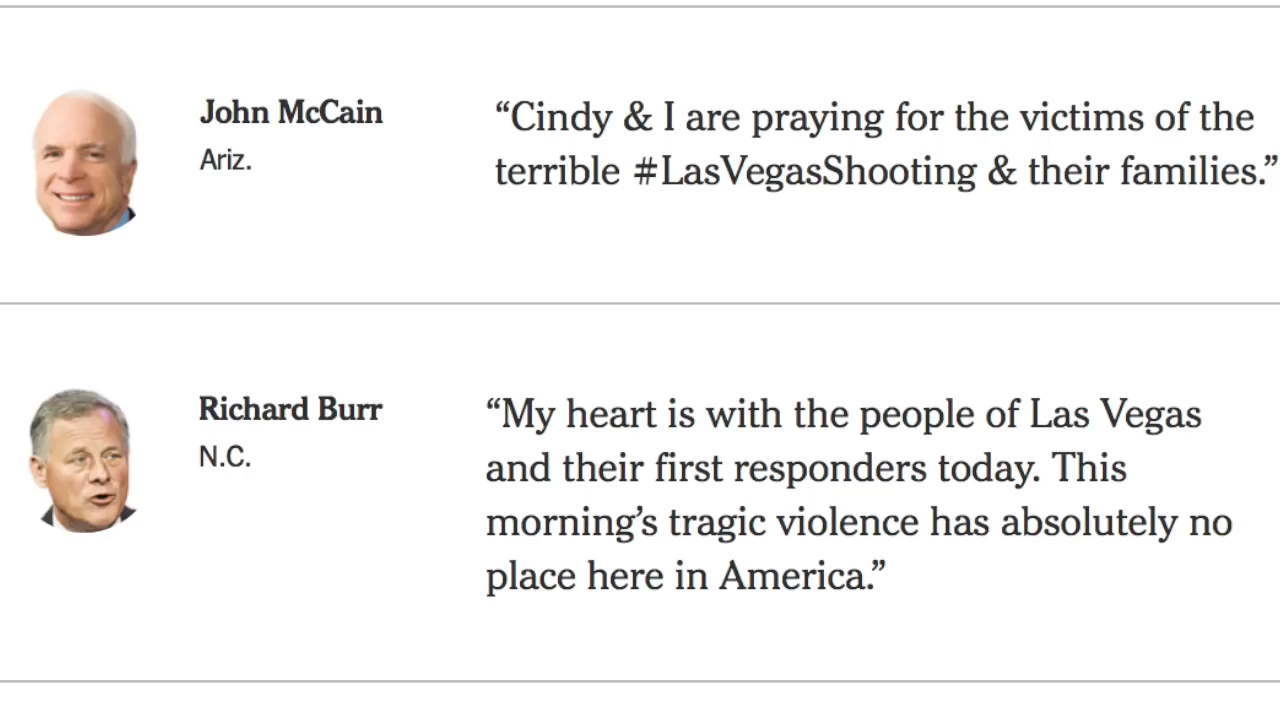 John McCain
Ariz.
“Cindy & I are praying for the victims of the
terrible #LasVegasShooting & their families.”
Richard Burr
N.C.
“My heart is with the people of Las Vegas
and their first responders today. This
morning’s tragic violence has absolutely no
place here in America.”